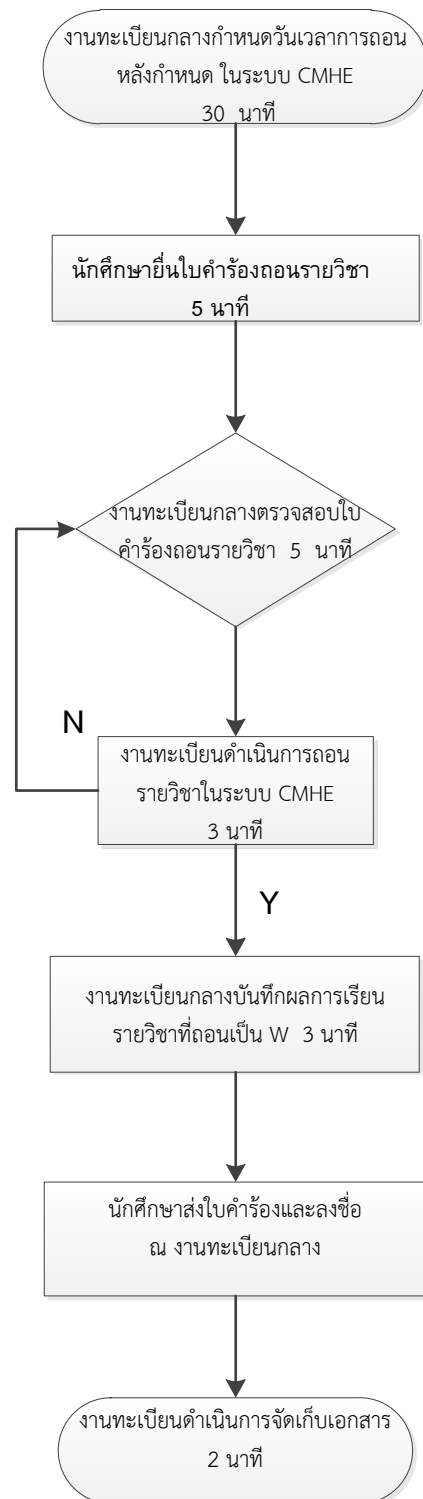 งานทะเบียนกลางกำหนดวันเวลาการถอน
หลังกำหนด ในระบบ CMHE
30 นาที
นักศึกษายื่นใบคำร้องถอนรายวิชา
5 นาที
งานทะเบียนกลางตรวจสอบใบ
คำร้องถอนรายวิชา 5 นาที
N
งานทะเบียนดำเนินการถอน
รายวิชาในระบบ CMHE
3 นาที
Y
งานทะเบียนกลางบันทึกผลการเรียน
รายวิชาที่ถอนเป็น W 3 นาที
นักศึกษาส่งใบคำร้องและลงชื่อ
ณ งานทะเบียนกลาง
งานทะเบียนดำเนินการจัดเก็บเอกสาร
2 นาที